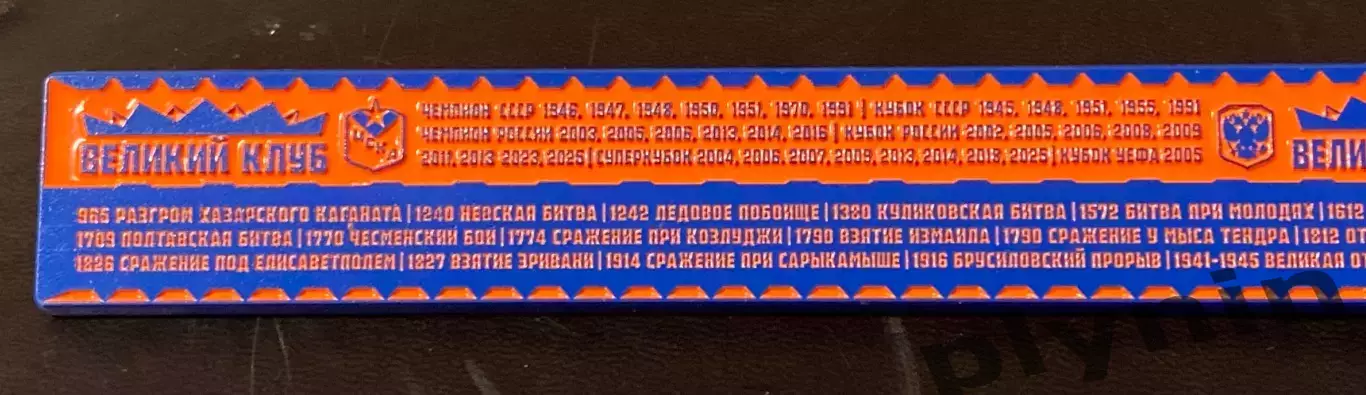 ВЕЛИКИЙ КЛУБ
ЦСКА
ЧЕМПИОН СССР 1946, 1947, 1948, 1950, 1951, 1970, 1991 | КУБОК СССР 1945, 1948, 1951, 1955, 1991
ЧЕМПИОН РОССИИ 2003, 2005, 2006, 2013, 2014, 2016 | КУБОК РОССИИ 2002, 2005, 2006, 2008, 2009
2011, 2013 2023, 2025 | СУПЕРКУБОК 2004, 2006, 2007, 2009, 2013, 2014, 2018, 2025 | КУБОК УЕФА 2005
ВЕЛИК
965 РАЗГРОМ ХАЗАРСКОГО КАГАНАТА | 1240 НЕВСКАЯ БИТВА | 1242 ЛЕДОВОЕ ПОБОИЩЕ | 1380 КУЛИКОВСКАЯ БИТВА | 1572 БИТВА ПРИ МОЛОДЯХ | 1612
1709 ПОЛТАВСКАЯ БИТВА | 1770 ЧЕСМЕНСКИЙ БОЙ | 1774 СРАЖЕНИЕ ПРИ КОЗЛУДЖИ | 1790 ВЗЯТИЕ ИЗМАИЛА | 1790 СРАЖЕНИЕ У МЫСА ТЕНДРА | 1812 ОТ
1826 СРАЖЕНИЕ ПОД ЕЛИСАВЕТПОЛЕМ | 1827 ВЗЯТИЕ ЭРИВАНИ | 1914 СРАЖЕНИЕ ПРИ САРЫКАМЫШЕ | 1916 БРУСИЛОВСКИЙ ПРОРЫВ | 1941-1945 ВЕЛИКАЯ ОТ
plynin